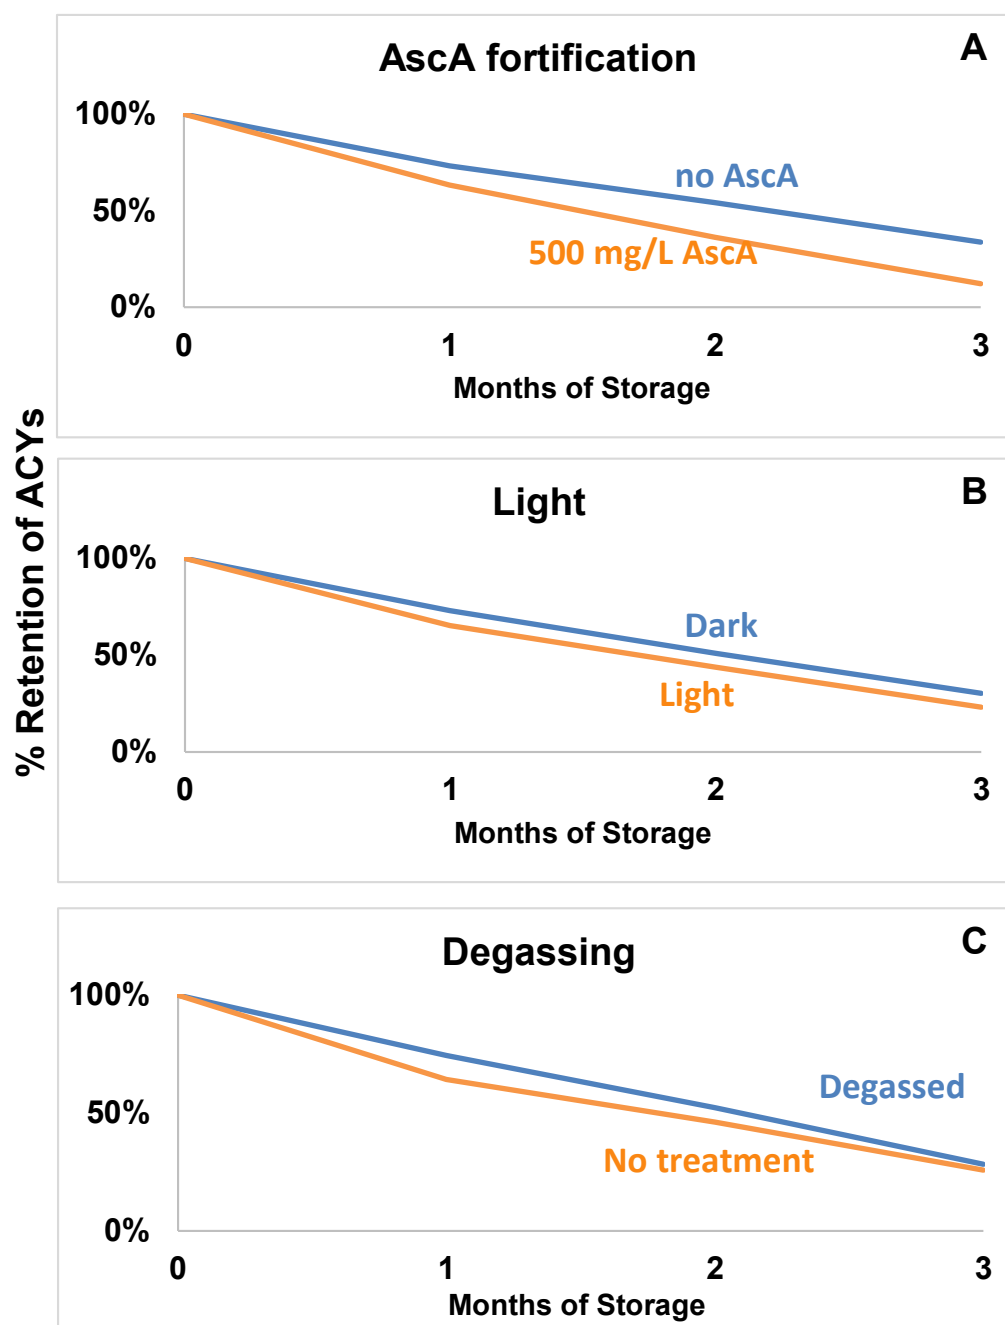 % Retention of ACYs
A
AscA fortification
100%
no AscA
50%
500 mg/L AscA
0%
0 1 2 3
Months of Storage
B
Light
100%
Dark
50%
Light
0%
0 1 2 3
Months of Storage
C
Degassing
100%
Degassed
50%
No treatment
0%
0 1 2 3
Months of Storage